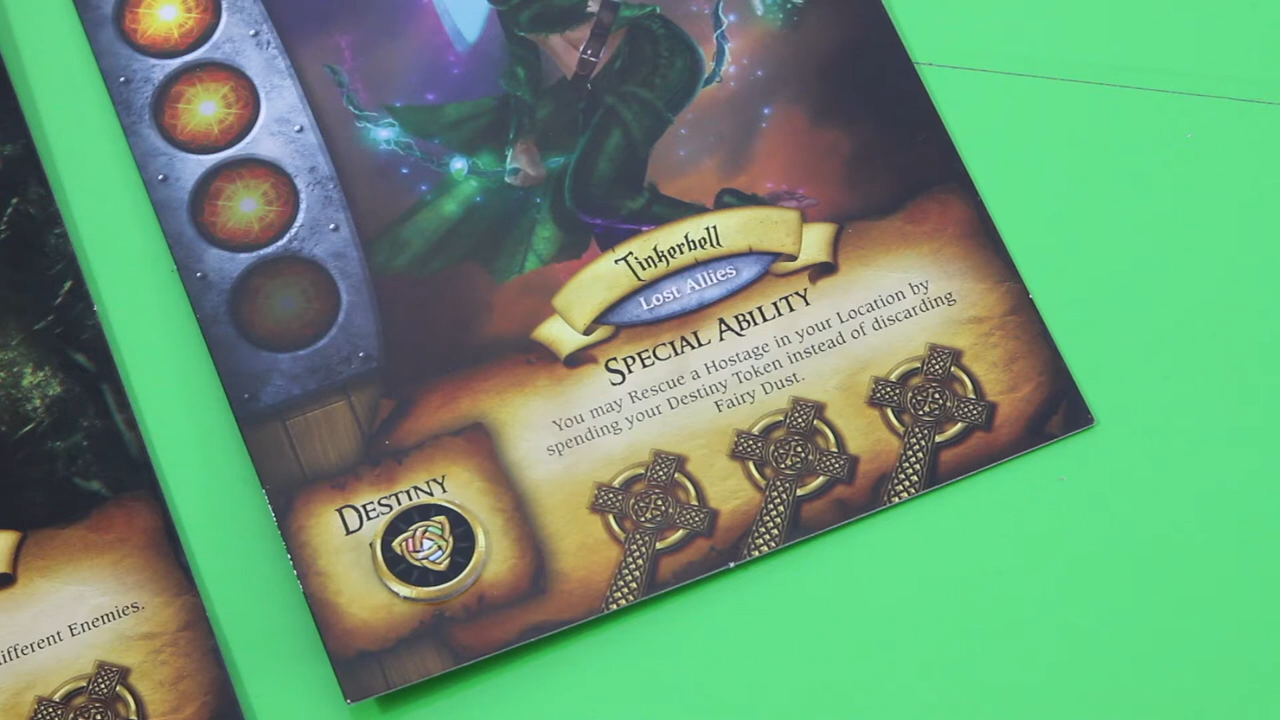 Tinkerbell
Lost Allies
Special Ability
You may Rescue a Hostage in your Location by
spending your Destiny Token instead of discarding
Fairy Dust.
Destiny
ifferent Enemies.